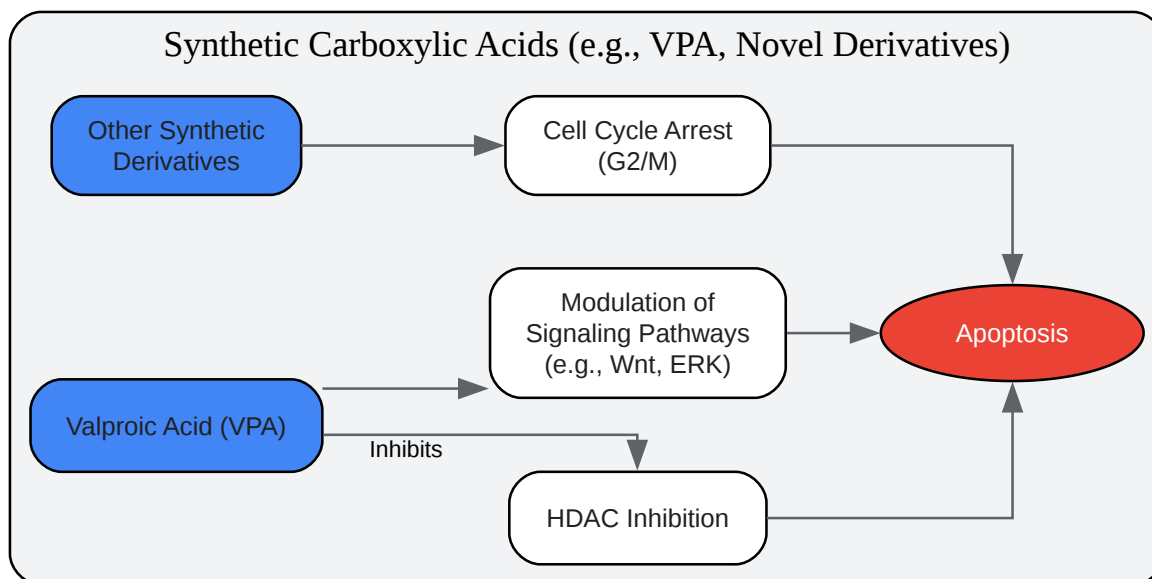 Synthetic Carboxylic Acids (e.g., VPA, Novel Derivatives)
Other Synthetic
Derivatives
Cell Cycle Arrest
(G2/M)
Modulation of
Signaling Pathways
(e.g., Wnt, ERK)
Apoptosis
Valproic Acid (VPA)
Inhibits
HDAC Inhibition